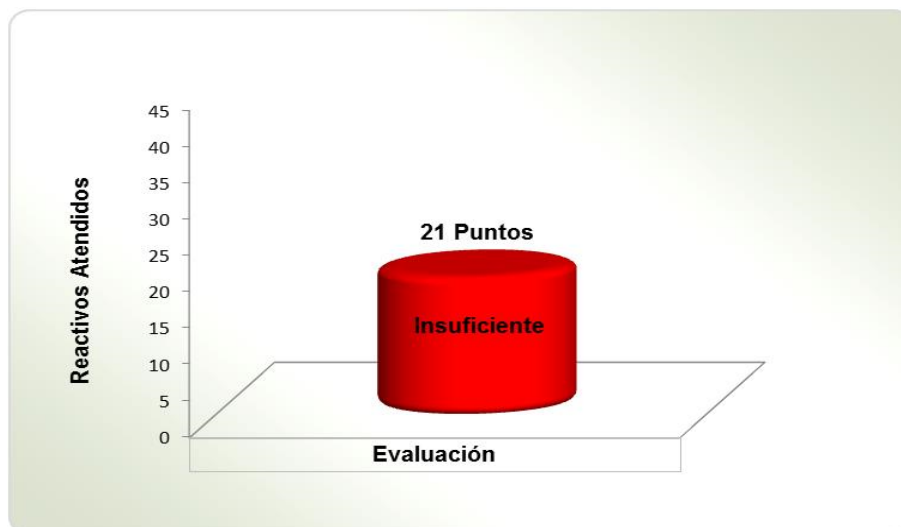 Reactivos Atendidos
45
40
35
30
25
20
15
10
5
0
21 Puntos
Insuficiente
Evaluación